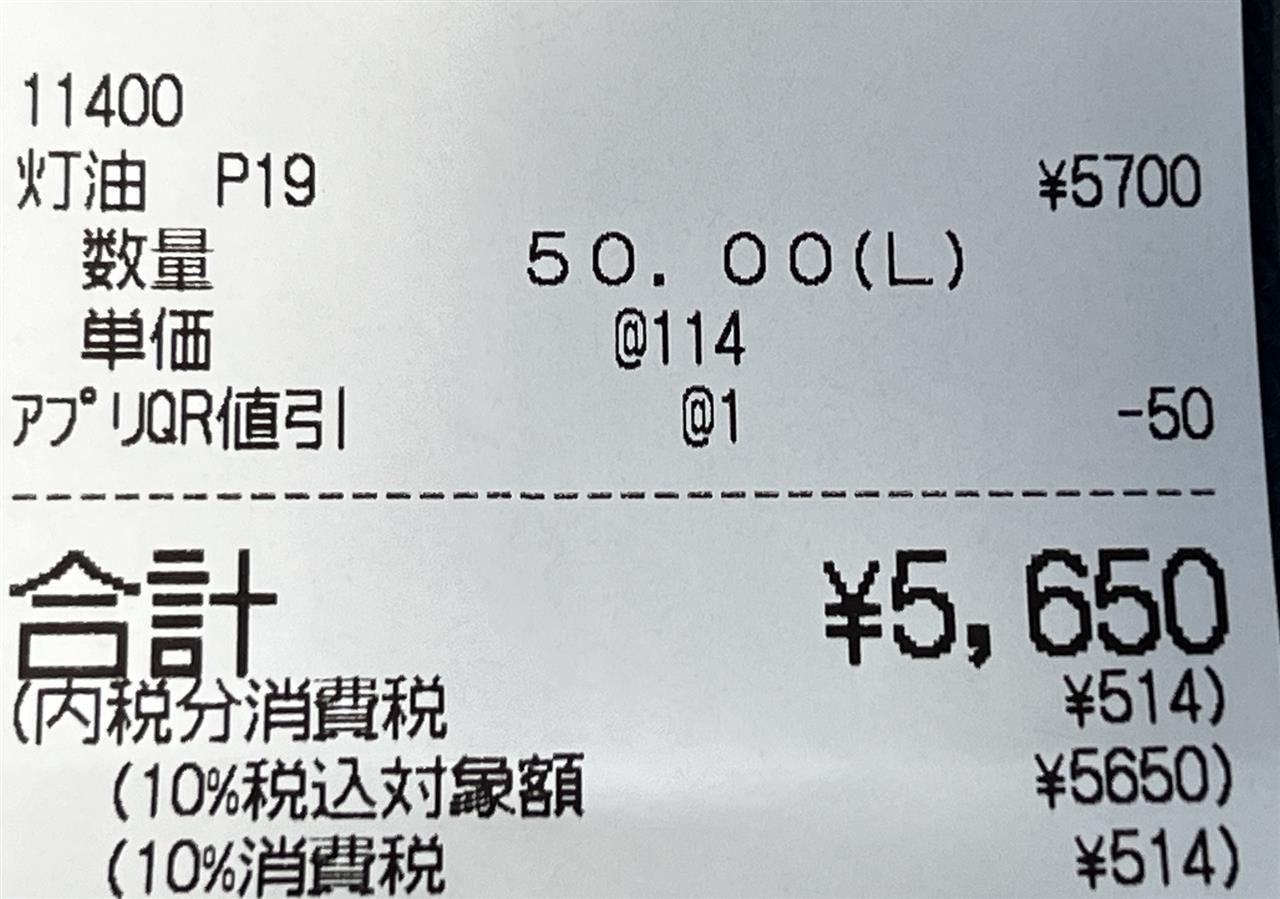 11400
灯油 P19 ¥5700
数量 50.00(L)
単価 @114
ｱﾌﾟﾘQR値引 @1 -50
合計 ¥5,650
(内税分消費税 ¥514)
(10%税込対象額 ¥5650)
(10%消費税 ¥514)